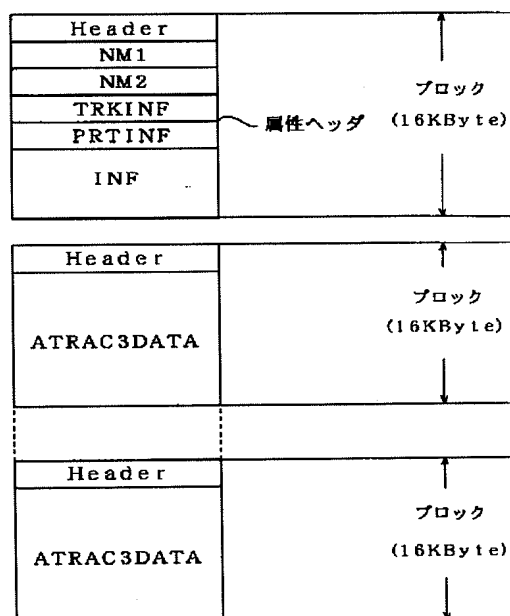 Header
NM1
NM2
TRKINF
PRTINF
INF
属性ヘッダ
ブロック
(16KByte)
Header
ATRAC3DATA
ブロック
(16KByte)
Header
ATRAC3DATA
ブロック
(16KByte)